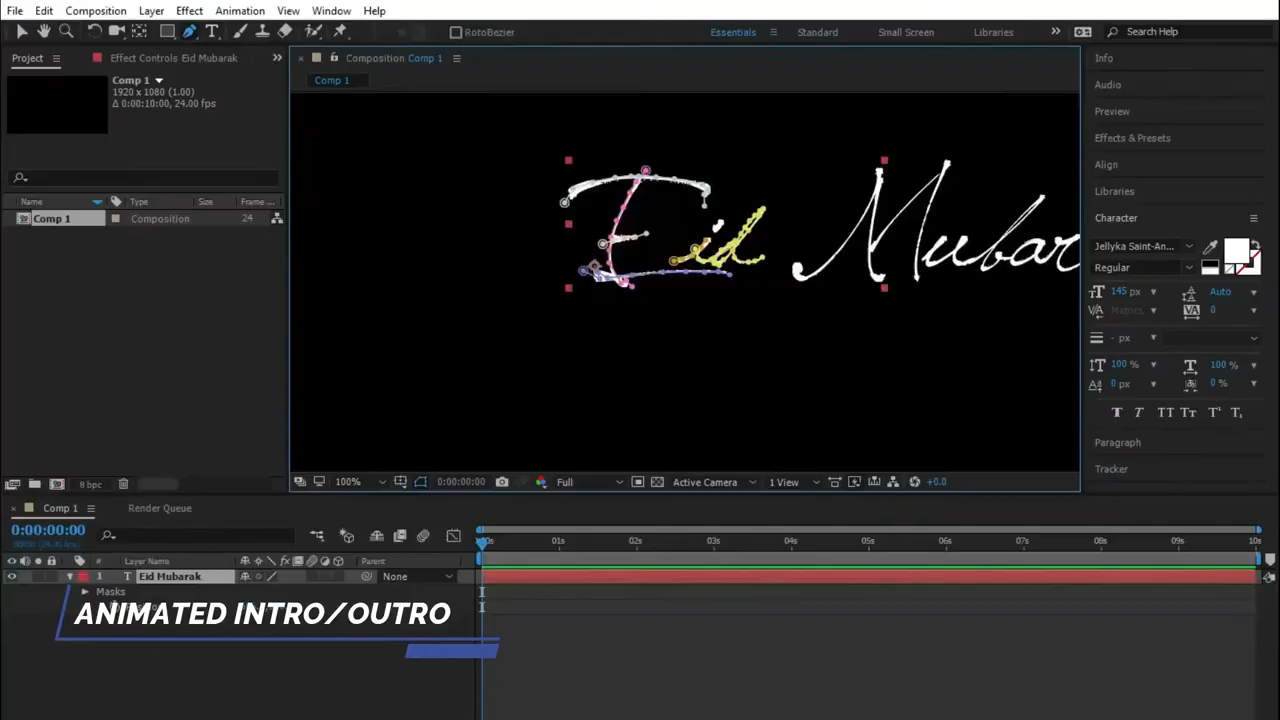 File Edit Composition Layer Effect Animation View Window Help
RotoBezier Essentials Standard Small Screen Libraries Search Help
Project Effect Controls Eid Mubarak
Composition Comp 1
Info
Comp 1
Comp 1
1920 x 1080 (1.00)
Δ 0:00:10:00, 24.00 fps
Audio
Preview
Effects & Presets
Align
Libraries
Name Type Size Frame ...
Comp 1 Composition 24
Character
Eid Mubar
Jellyka Saint-An...
Regular
145 px Auto
Metrics 0
- px
100 % 100 %
0 px 0 %
Paragraph
Tracker
8 bpc
100% 0:00:00:00 Full Active Camera 1 View +0.0
Comp 1 Render Queue
0:00:00:00
01s 02s 03s 04s 05s 06s 07s 08s 09s 10s
Layer Name Parent
1 T Eid Mubarak None
Masks
ANIMATED INTRO/OUTRO